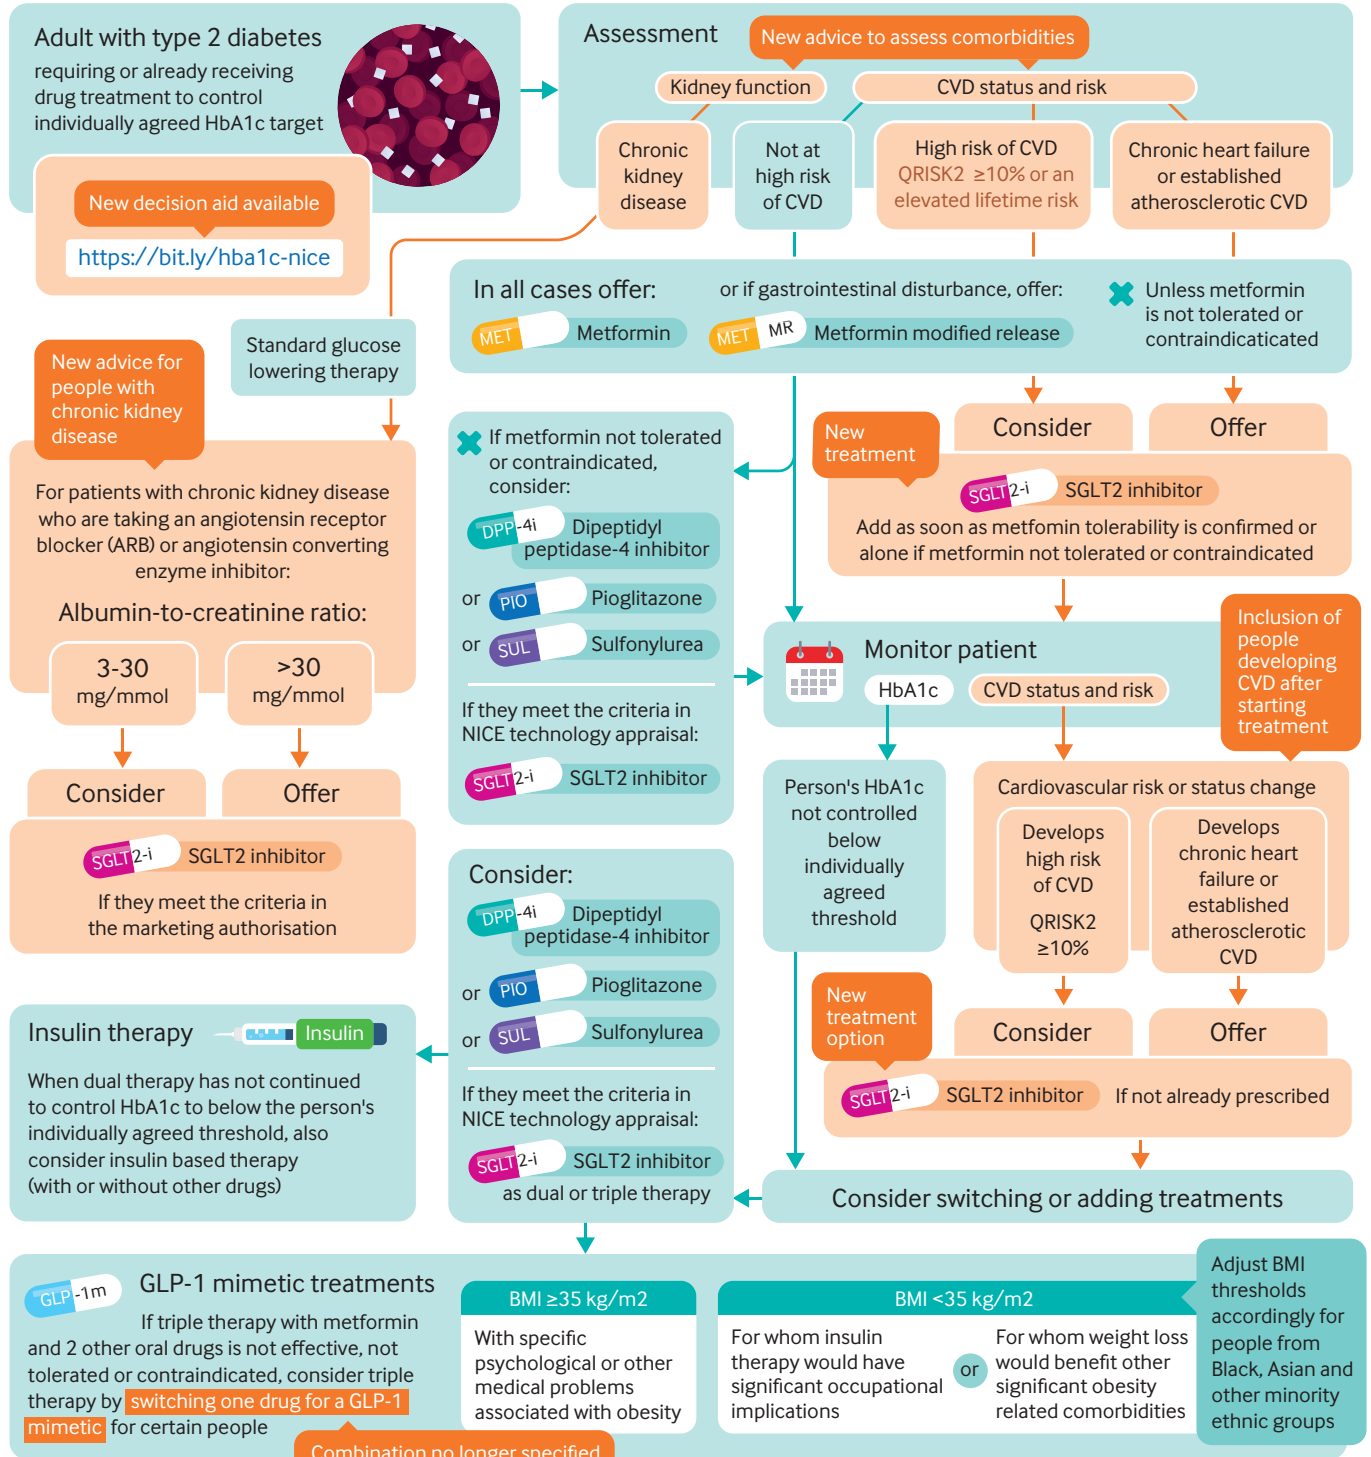 Adult with type 2 diabetes
requiring or already receiving
drug treatment to control
individually agreed HbA1c target
New decision aid available
https://bit.ly/hba1c-nice
Assessment
New advice to assess comorbidities
Kidney function
CVD status and risk
Chronic
kidney
disease
Not at
high risk
of CVD
High risk of CVD
QRISK2 ≥10% or an
elevated lifetime risk
Chronic heart failure
or established
atherosclerotic CVD
In all cases offer:
MET
Metformin
or if gastrointestinal disturbance, offer:
MET MR
Metformin modified release
Unless metformin
is not tolerated or
contraindicaticated
Standard glucose
lowering therapy
New advice for
people with
chronic kidney
disease
For patients with chronic kidney disease
who are taking an angiotensin receptor
blocker (ARB) or angiotensin converting
enzyme inhibitor:
Albumin-to-creatinine ratio:
3-30
mg/mmol
>30
mg/mmol
Consider
Offer
SGLT2-i
SGLT2 inhibitor
If they meet the criteria in
the marketing authorisation
If metformin not tolerated
or contraindicated,
consider:
DPP-4i
Dipeptidyl
peptidase-4 inhibitor
or PIO Pioglitazone
or SUL Sulfonylurea
If they meet the criteria in
NICE technology appraisal:
SGLT2-i
SGLT2 inhibitor
New
treatment
Consider
Offer
SGLT2-i
SGLT2 inhibitor
Add as soon as metfomin tolerability is confirmed or
alone if metformin not tolerated or contraindicated
Monitor patient
HbA1c
CVD status and risk
Inclusion of
people
developing
CVD after
starting
treatment
Person's HbA1c
not controlled
below
individually
agreed
threshold
Cardiovascular risk or status change
Develops
high risk
of CVD
QRISK2
≥10%
Develops
chronic heart
failure or
established
atherosclerotic
CVD
New
treatment
option
Consider
Offer
SGLT2-i
SGLT2 inhibitor
If not already prescribed
Consider switching or adding treatments
Consider:
DPP-4i
Dipeptidyl
peptidase-4 inhibitor
or PIO Pioglitazone
or SUL Sulfonylurea
If they meet the criteria in
NICE technology appraisal:
SGLT2-i
SGLT2 inhibitor
as dual or triple therapy
Insulin therapy
Insulin
When dual therapy has not continued
to control HbA1c to below the person's
individually agreed threshold, also
consider insulin based therapy
(with or without other drugs)
GLP-1m
GLP-1 mimetic treatments
If triple therapy with metformin
and 2 other oral drugs is not effective, not
tolerated or contraindicated, consider triple
therapy by switching one drug for a GLP-1
mimetic for certain people
Combination no longer specified
BMI ≥35 kg/m2
With specific
psychological or other
medical problems
associated with obesity
BMI <35 kg/m2
For whom insulin
therapy would have
significant occupational
implications
or
For whom weight loss
would benefit other
significant obesity
related comorbidities
Adjust BMI
thresholds
accordingly for
people from
Black, Asian and
other minority
ethnic groups